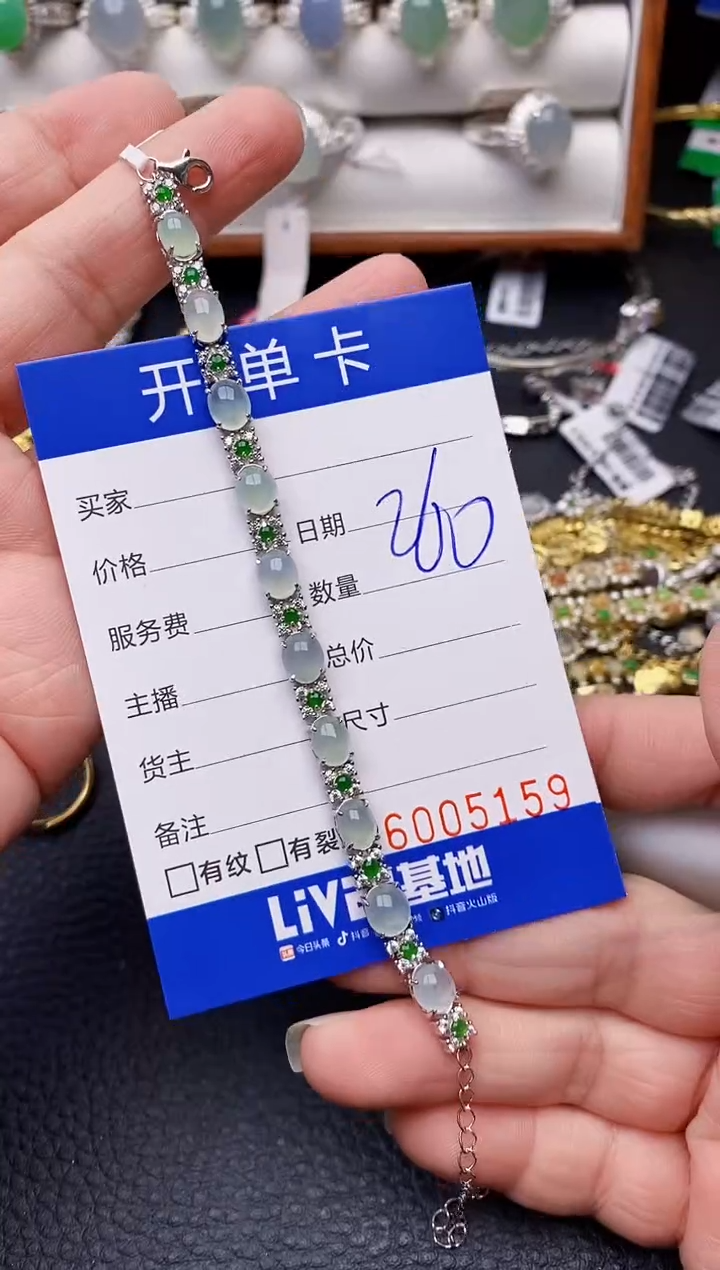 开单卡
买家
价格
日期 260
服务费
数量
主播
总价
货主
尺寸
备注
6005159
□有纹 □有裂
基地
今日头条 抖音 抖音火山版